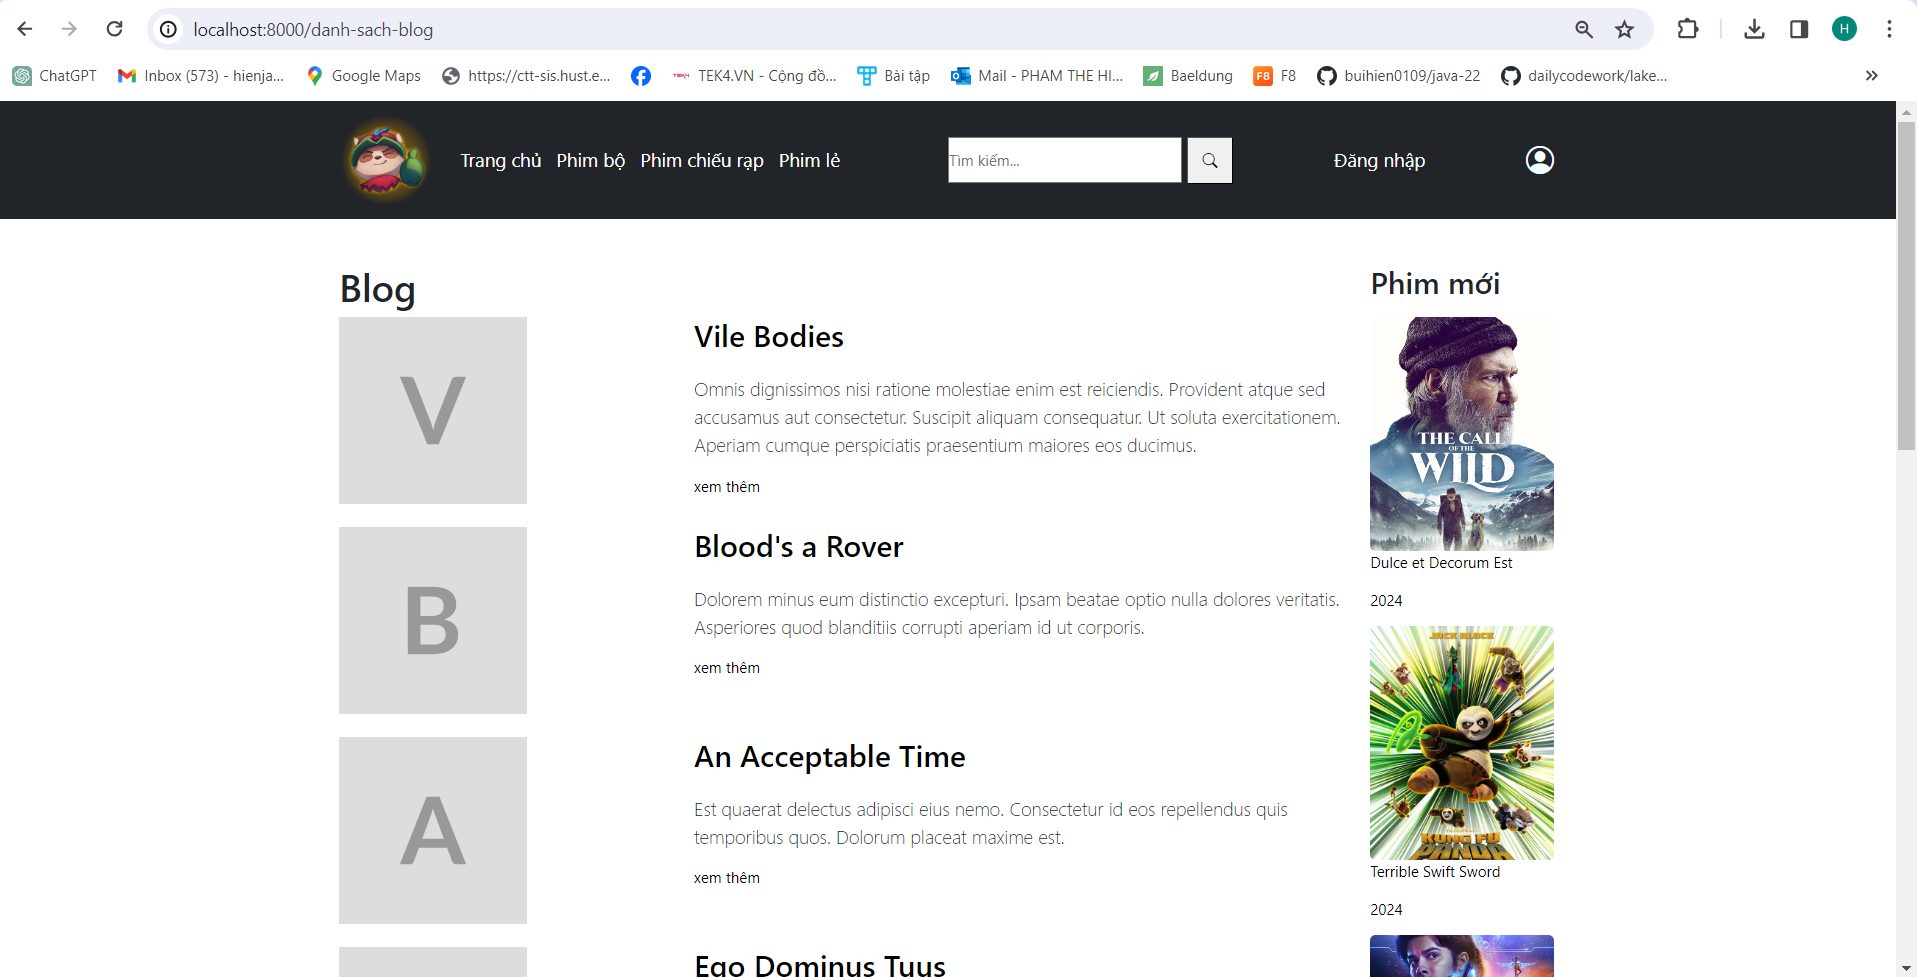 localhost:8000/danh-sach-blog
H
ChatGPT
Inbox (573) - hienja...
Google Maps
https://ctt-sis.hust.e...
TEK4.VN - Cộng đồ...
Bài tập
Mail - PHAM THE HI...
Baeldung
F8 F8
buihien0109/java-22
dailycodework/lake...
Trang chủ
Phim bộ
Phim chiếu rạp
Phim lẻ
Tìm kiếm...
Đăng nhập
Blog
V
Vile Bodies
Omnis dignissimos nisi ratione molestiae enim est reiciendis. Provident atque sed
accusamus aut consectetur. Suscipit aliquam consequatur. Ut soluta exercitationem.
Aperiam cumque perspiciatis praesentium maiores eos ducimus.
xem thêm
B
Blood's a Rover
Dolorem minus eum distinctio excepturi. Ipsam beatae optio nulla dolores veritatis.
Asperiores quod blanditiis corrupti aperiam id ut corporis.
xem thêm
A
An Acceptable Time
Est quaerat delectus adipisci eius nemo. Consectetur id eos repellendus quis
temporibus quos. Dolorum placeat maxime est.
xem thêm
Ego Dominus Tuus
Phim mới
THE CALL
OF THE
WILD
Dulce et Decorum Est
2024
JACK BLACK
KUNG FU
PANDA
Terrible Swift Sword
2024